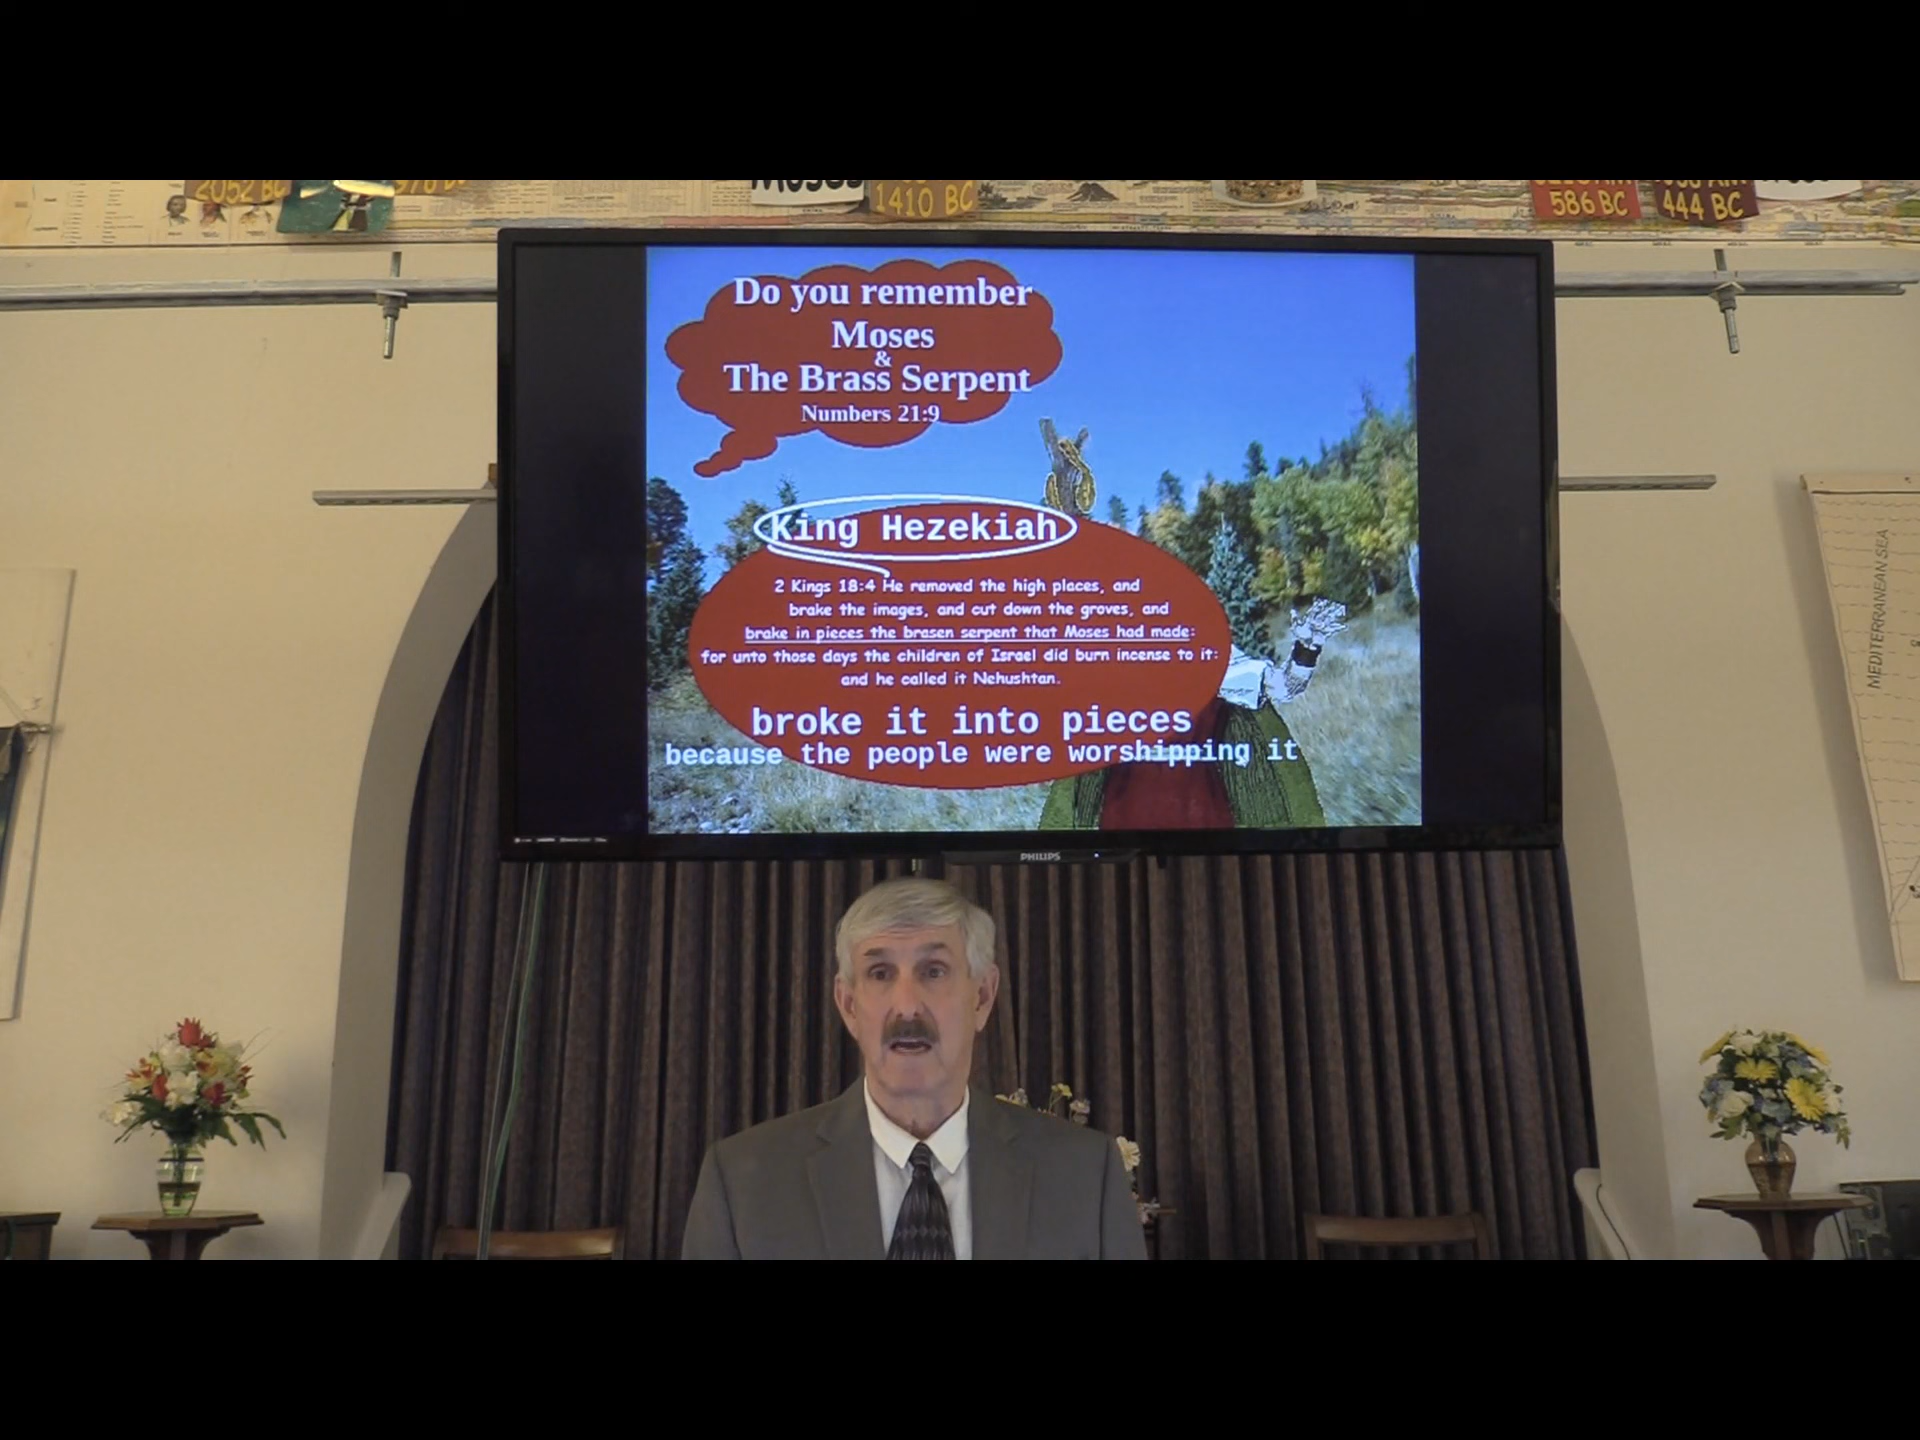 2052 BC
1410 BC
586 BC
444 BC
Do you remember
Moses
&
The Brass Serpent
Numbers 21:9
King Hezekiah
2 Kings 18:4 He removed the high places, and
brake the images, and cut down the groves, and
brake in pieces the brasen serpent that Moses had made:
for unto those days the children of Israel did burn incense to it:
and he called it Nehushtan.
broke it into pieces
because the people were worshipping it
PHILIPS
MEDITERRANEAN SEA